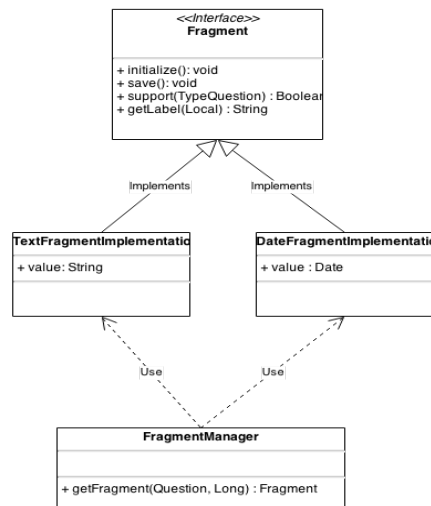 <<Interface>>
Fragment
+ initialize(): void
+ save(): void
+ support(TypeQuestion) : Boolear
+ getLabel(Local) : String
Implements
Implements
TextFragmentImplementatio
DateFragmentImplementatio
+ value: String
+ value : Date
Use
Use
FragmentManager
+ getFragment(Question, Long) : Fragment